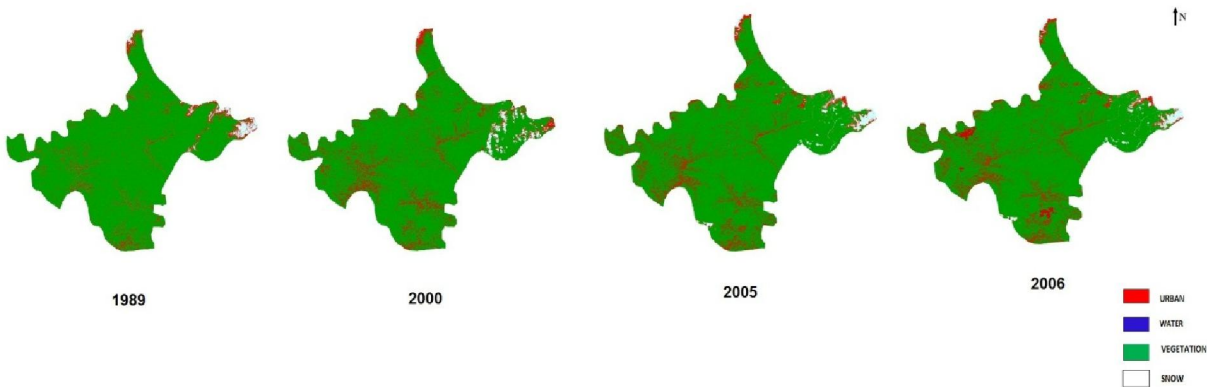 N
1989
2000
2005
2006
URBAN
WATER
VEGETATION
SNOW